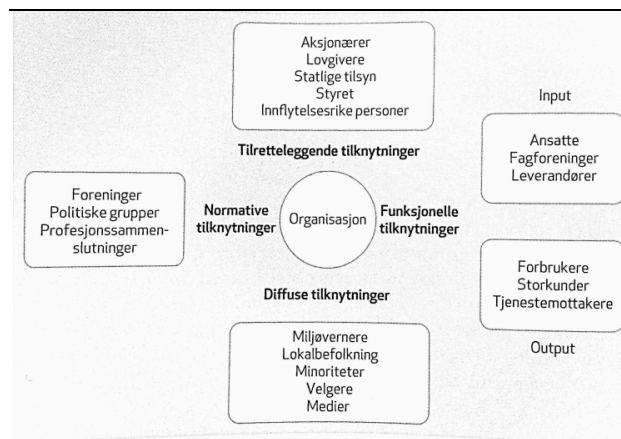 Aksjonærer
Lovgivere
Statlige tilsyn
Styret
Innflytelsesrike personer
Tilretteleggende tilknytninger
Input
Ansatte
Fagforeninger
Leverandører
Foreninger
Politiske grupper
Profesjonssammen-
slutninger
Normative
tilknytninger
Organisasjon
Funksjonelle
tilknytninger
Forbrukere
Storkunder
Tjenestemottakere
Output
Diffuse tilknytninger
Miljøvernere
Lokalbefolkning
Minoriteter
Velgere
Medier